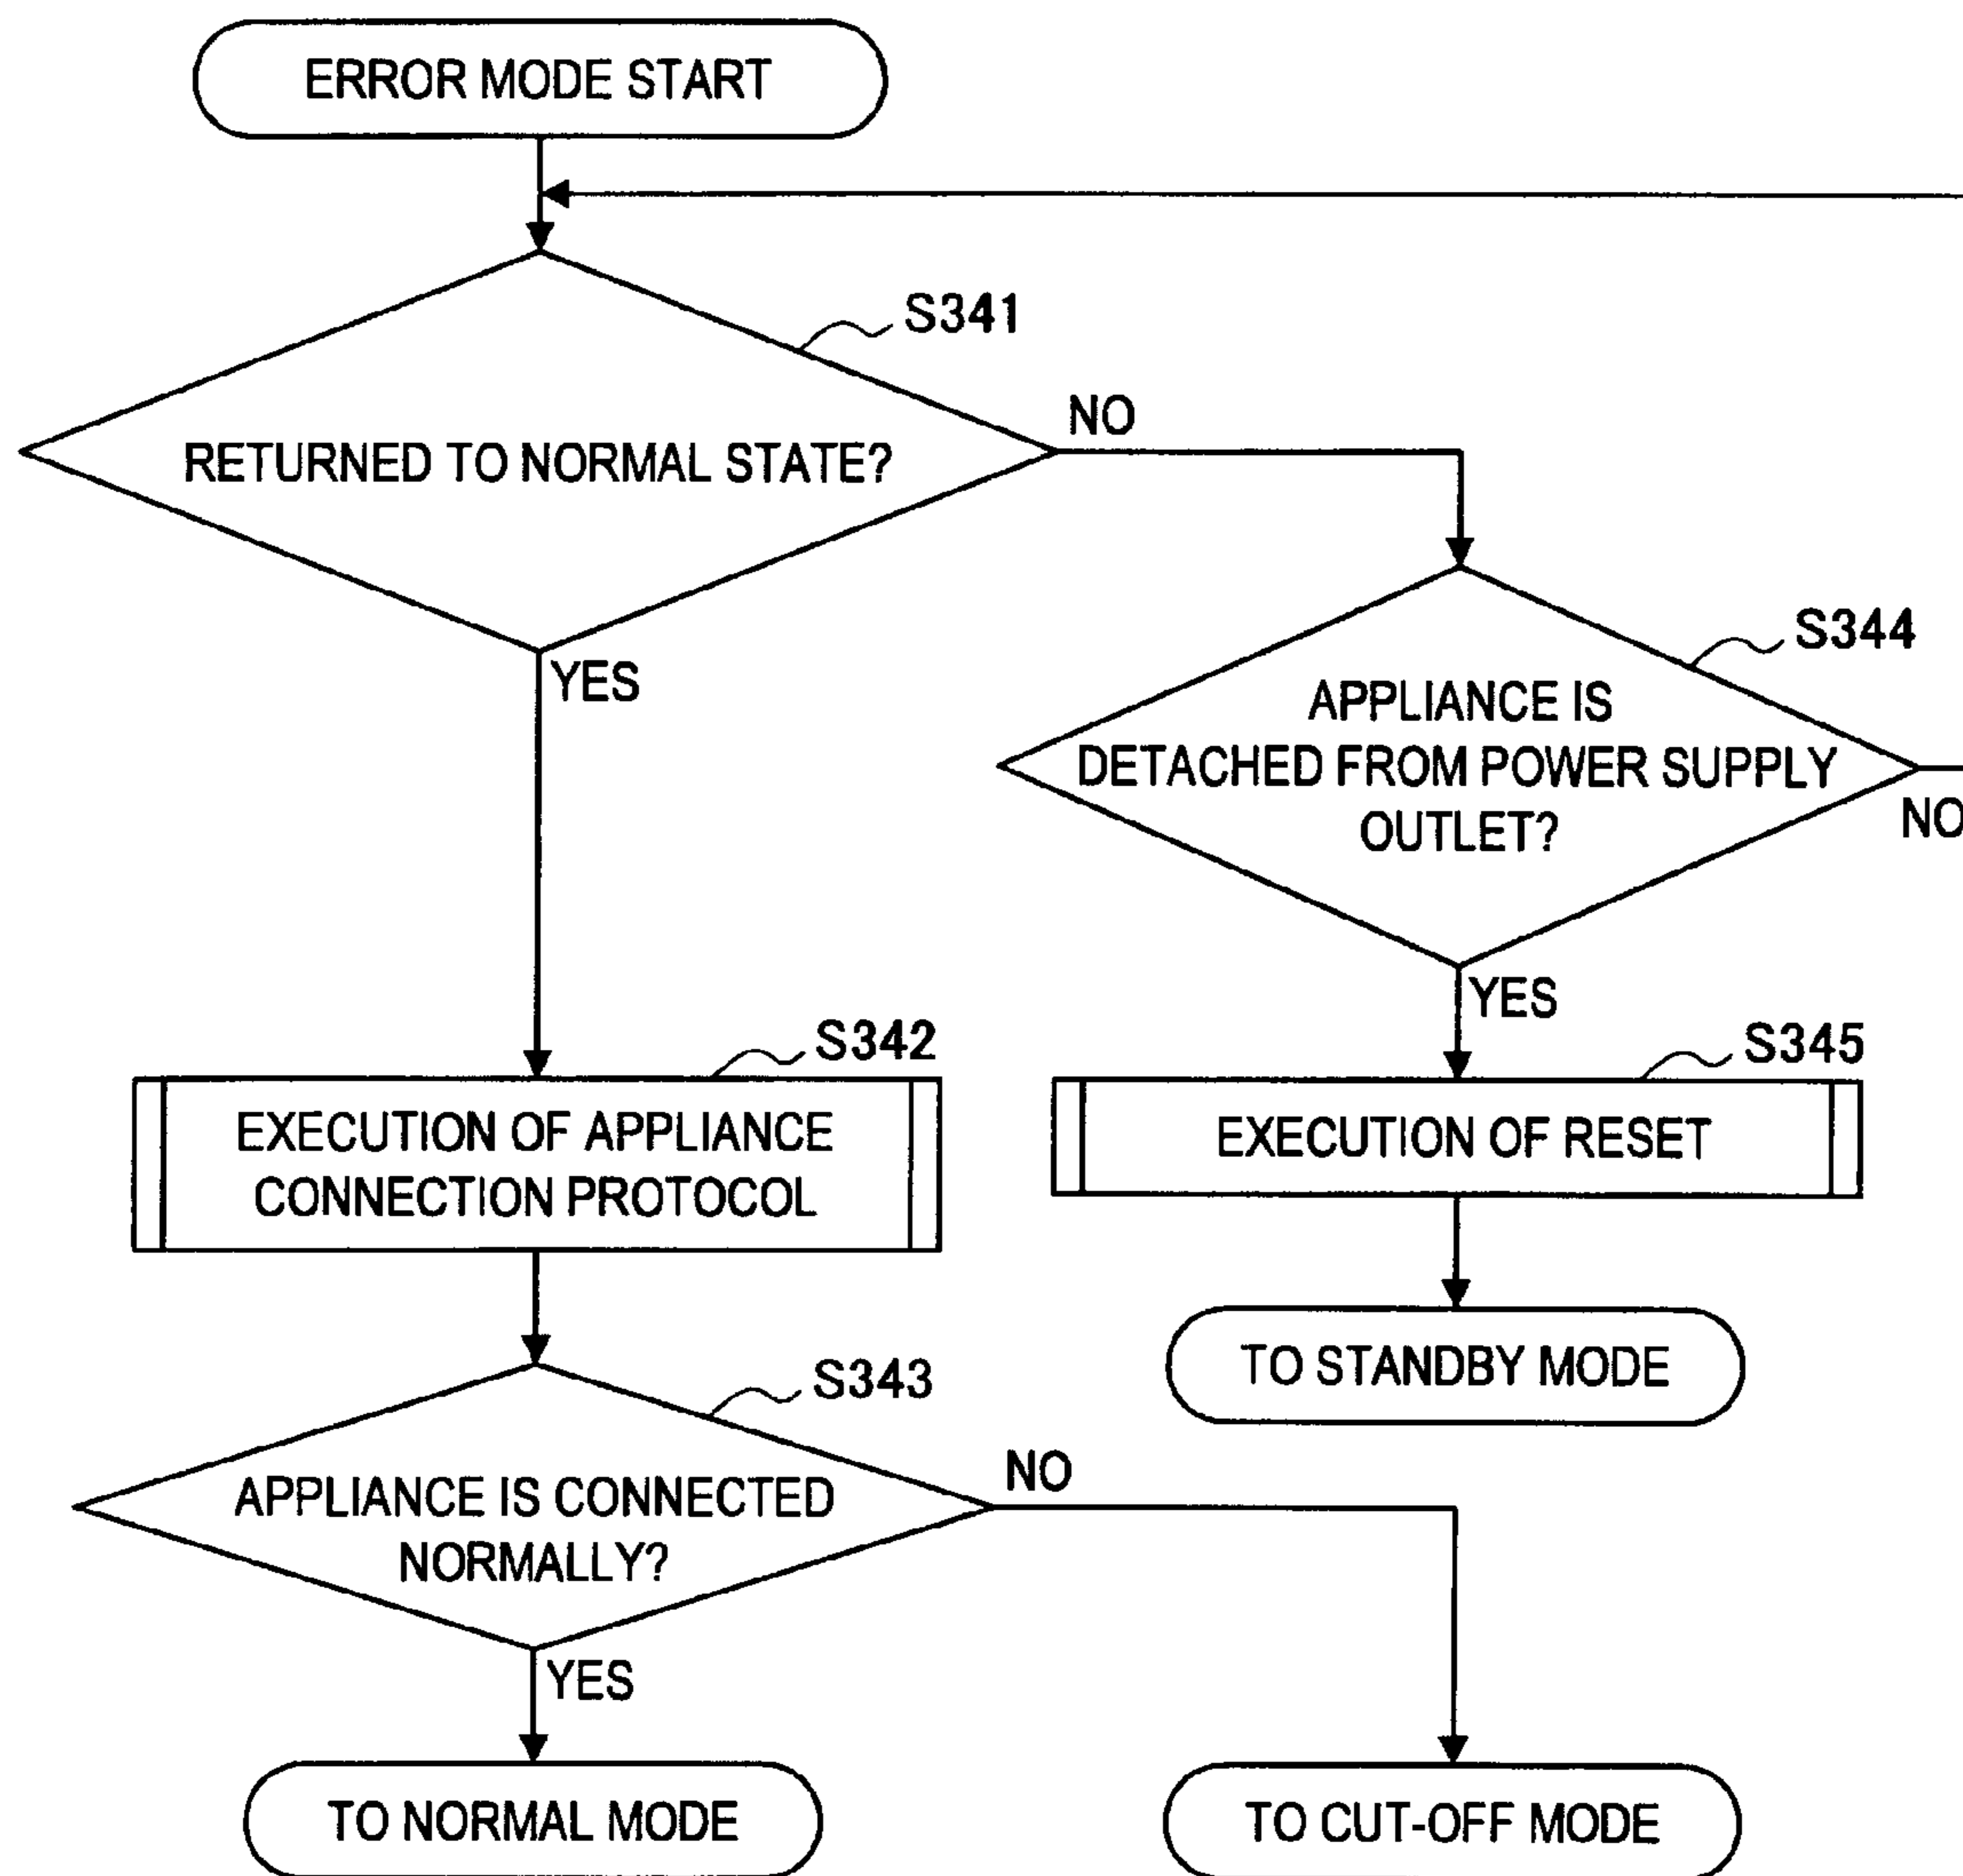 ERROR MODE START
S341
RETURNED TO NORMAL STATE?
NO
YES
S344
APPLIANCE IS
DETACHED FROM POWER SUPPLY
OUTLET?
NO
YES
S342
EXECUTION OF APPLIANCE
CONNECTION PROTOCOL
S345
EXECUTION OF RESET
TO STANDBY MODE
S343
APPLIANCE IS CONNECTED
NORMALLY?
NO
YES
TO NORMAL MODE
TO CUT-OFF MODE